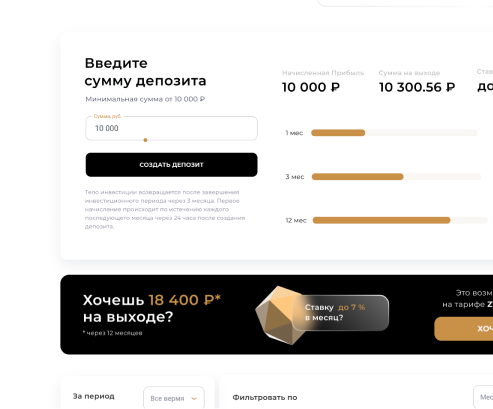 Введите
сумму депозита
Минимальная сумма от 10 000 ₽
Сумма, руб
10 000
СОЗДАТЬ ДЕПОЗИТ
Тело инвестиции возвращается после завершения
инвестиционного периода через 3 месяца. Первое
начисление происходит по истечению каждого
последующего месяца через 24 часа после создания
депозита.
Начисленная Прибыль
10 000 ₽
Сумма на выходе
10 300.56 ₽
Став
до
1 мес
3 мес
12 мес
Хочешь 18 400 ₽*
на выходе?
* через 12 месяцев
Ставку до 7 %
в месяц?
Это возм
на тарифе Z
ХОЧ
За период
Все вермя
Фильтровать по
Мес